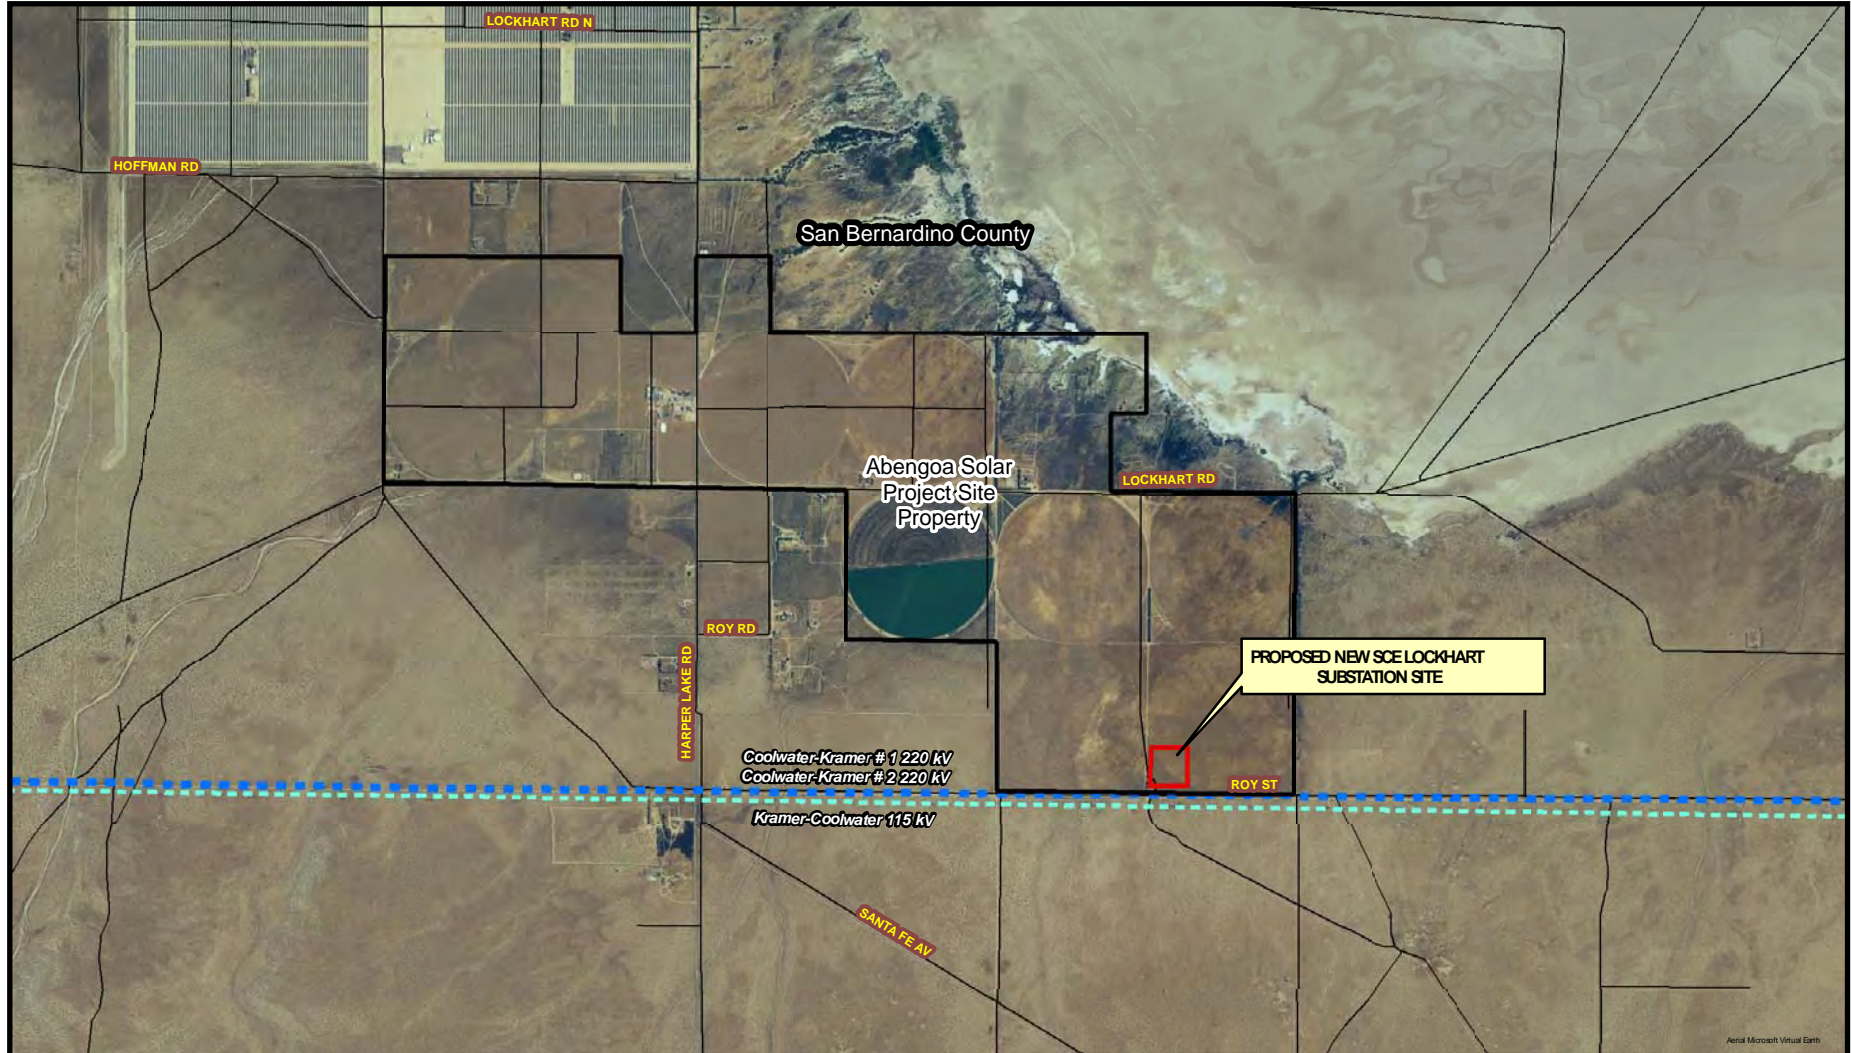 LOCKHART RD N
HOFFMAN RD
San Bernardino County
Abengoa Solar
Project Site
Property
LOCKHART RD
ROY RD
HARPER LAKE RD
PROPOSED NEW SCE LOCKHART
SUBSTATION SITE
Coolwater-Kramer # 1 220 kV
Coolwater-Kramer # 2 220 kV
ROY ST
Kramer-Coolwater 115 kV
SANTA FE AV
Aerial Microsoft Virtual Earth